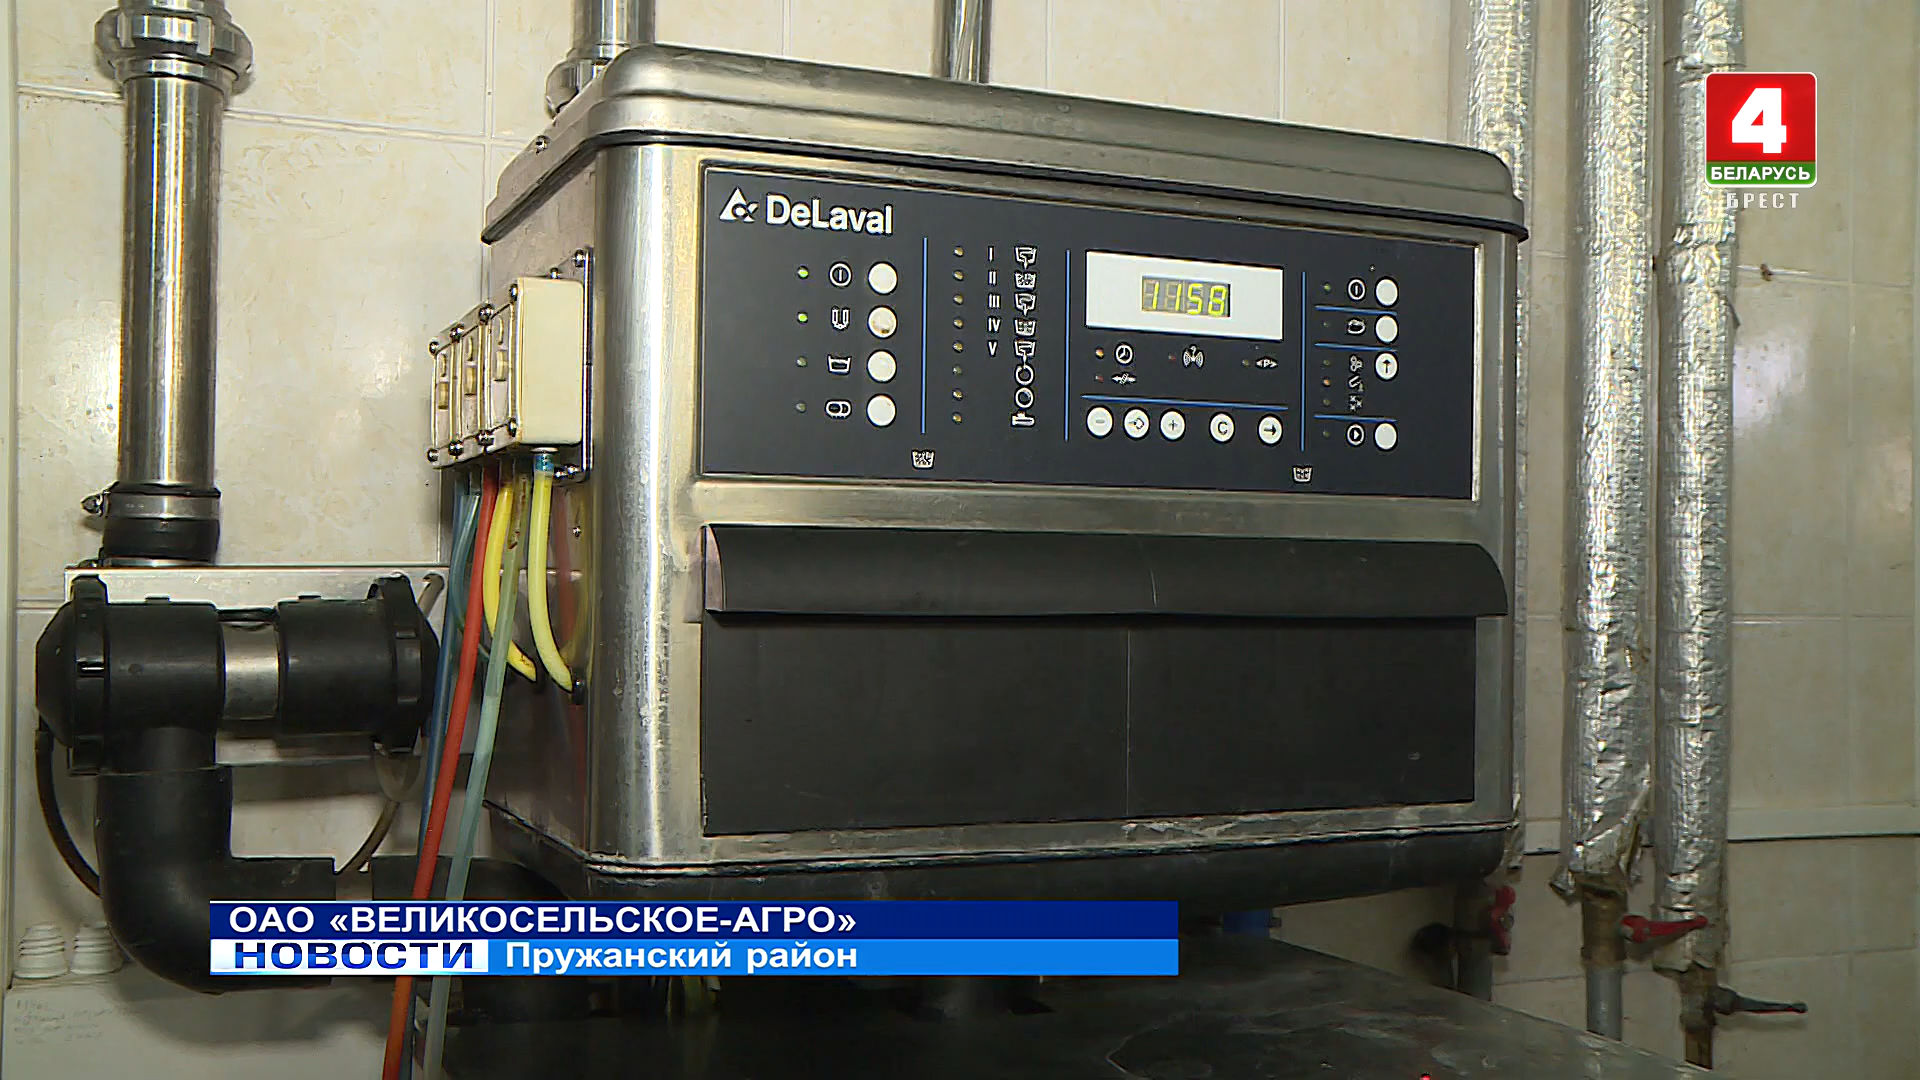 4
БЕЛАРУСЬ
БРЕСТ
DeLaval
I
II
III
IV
V
1158
P
C
ОАО «ВЕЛИКОСЕЛЬСКОЕ-АГРО»
НОВОСТИ Пружанский район